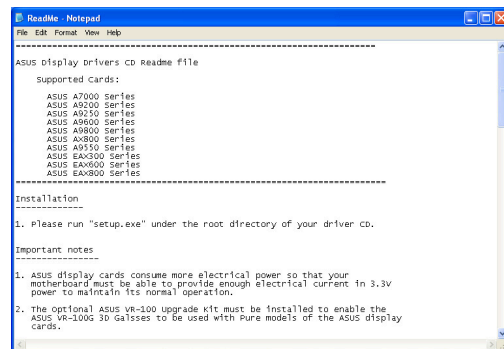 ReadMe - Notepad
File Edit Format View Help
==================================================================
ASUS Display Drivers CD Readme file
Supported Cards:
ASUS A7000 Series
ASUS A9200 Series
ASUS A9250 Series
ASUS A9600 Series
ASUS A9800 Series
ASUS AX800 Series
ASUS A9550 Series
ASUS EAX300 Series
ASUS EAX600 Series
ASUS EAX800 Series
====================================================================
Installation
-------------
1. Please run "setup.exe" under the root directory of your driver CD.
Important notes
----------------
1. ASUS display cards consume more electrical power so that your
motherboard must be able to provide enough electrical current in 3.3V
power to maintain its normal operation.
2. The Optional ASUS VR-100 Upgrade Kit must be installed to enable the
ASUS VR-100G 3D Galsses to be used with Pure models of the ASUS display
cards.